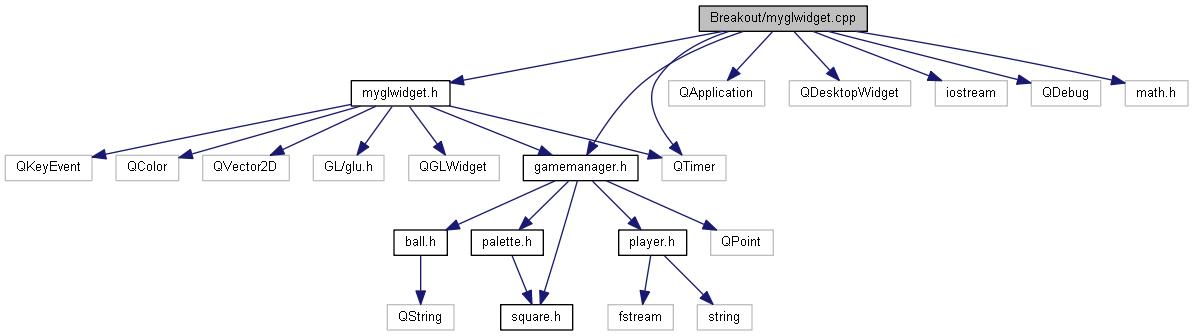 Breakout/myglwidget.cpp
myglwidget.h
QApplication
QDesktopWidget
iostream
QDebug
math.h
QKeyEvent
QColor
QVector2D
GL/glu.h
QGLWidget
gamemanager.h
QTimer
ball.h
palette.h
player.h
QPoint
QString
square.h
fstream
string